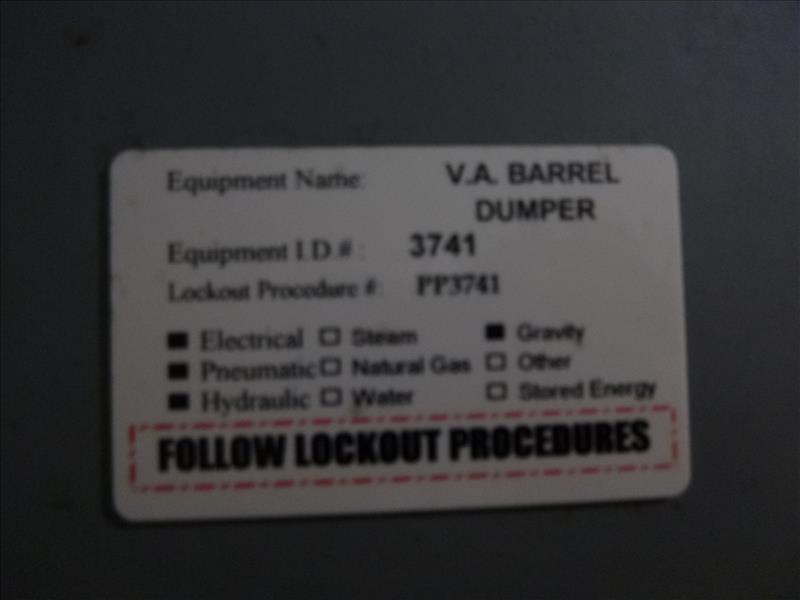 Equipment Name: V.A. BARREL
DUMPER
Equipment I.D.# : 3741
Lockout Procedure #: PP3741
■ Electrical □ Steam ■ Gravity
■ Pneumatic □ Natural Gas □ Other
■ Hydraulic □ Water □ Stored Energy
FOLLOW LOCKOUT PROCEDURES